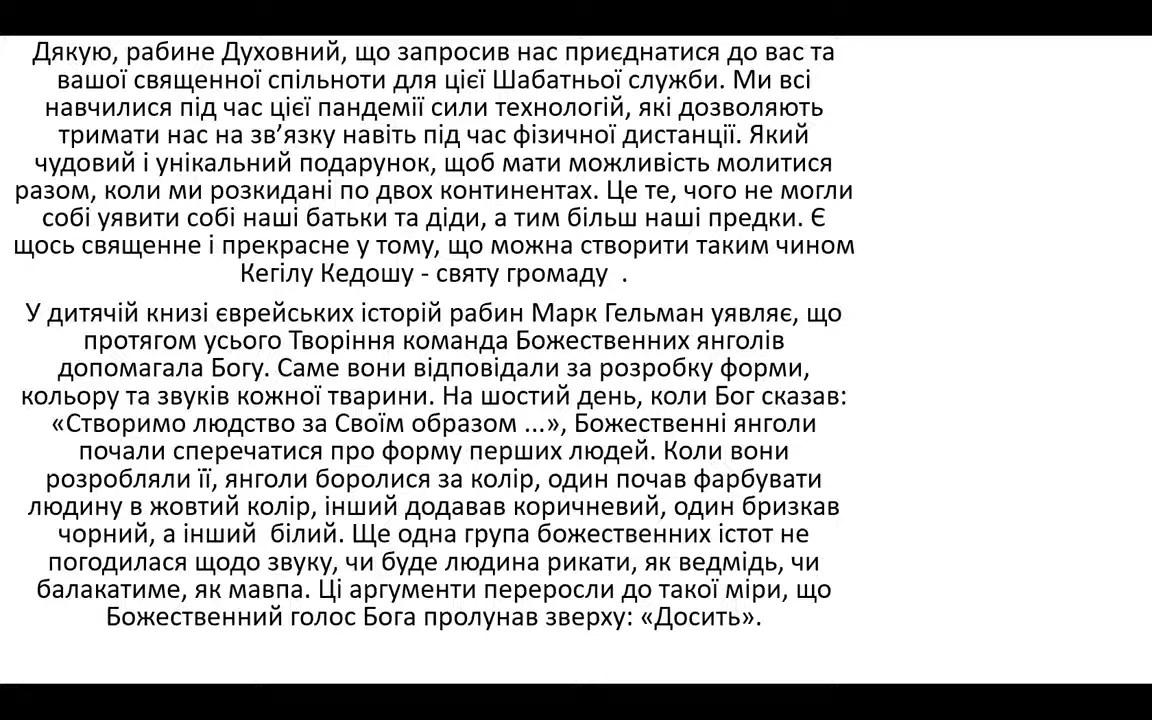 Дякую, рабине Духовний, що запросив нас приєднатися до вас та
вашої священної спільноти для цієї Шабатньої служби. Ми всі
навчилися під час цієї пандемії сили технологій, які дозволяють
тримати нас на зв’язку навіть під час фізичної дистанції. Який
чудовий і унікальний подарунок, щоб мати можливість молитися
разом, коли ми розкидані по двох континентах. Це те, чого не могли
собі уявити собі наші батьки та діди, а тим більш наші предки. Є
щось священне і прекрасне у тому, що можна створити таким чином
Кегілу Кедошу - святу громаду .
У дитячій книзі єврейських історій рабин Марк Гельман уявляє, що
протягом усього Творіння команда Божественних янголів
допомагала Богу. Саме вони відповідали за розробку форми,
кольору та звуків кожної тварини. На шостий день, коли Бог сказав:
«Створимо людство за Своїм образом ...», Божественні янголи
почали сперечатися про форму перших людей. Коли вони
розробляли її, янголи боролися за колір, один почав фарбувати
людину в жовтий колір, інший додавав коричневий, один бризкав
чорний, а інший білий. Ще одна група божественних істот не
погодилася щодо звуку, чи буде людина рикати, як ведмідь, чи
балакатиме, як мавпа. Ці аргументи переросли до такої міри, що
Божественний голос Бога пролунав зверху: «Досить».